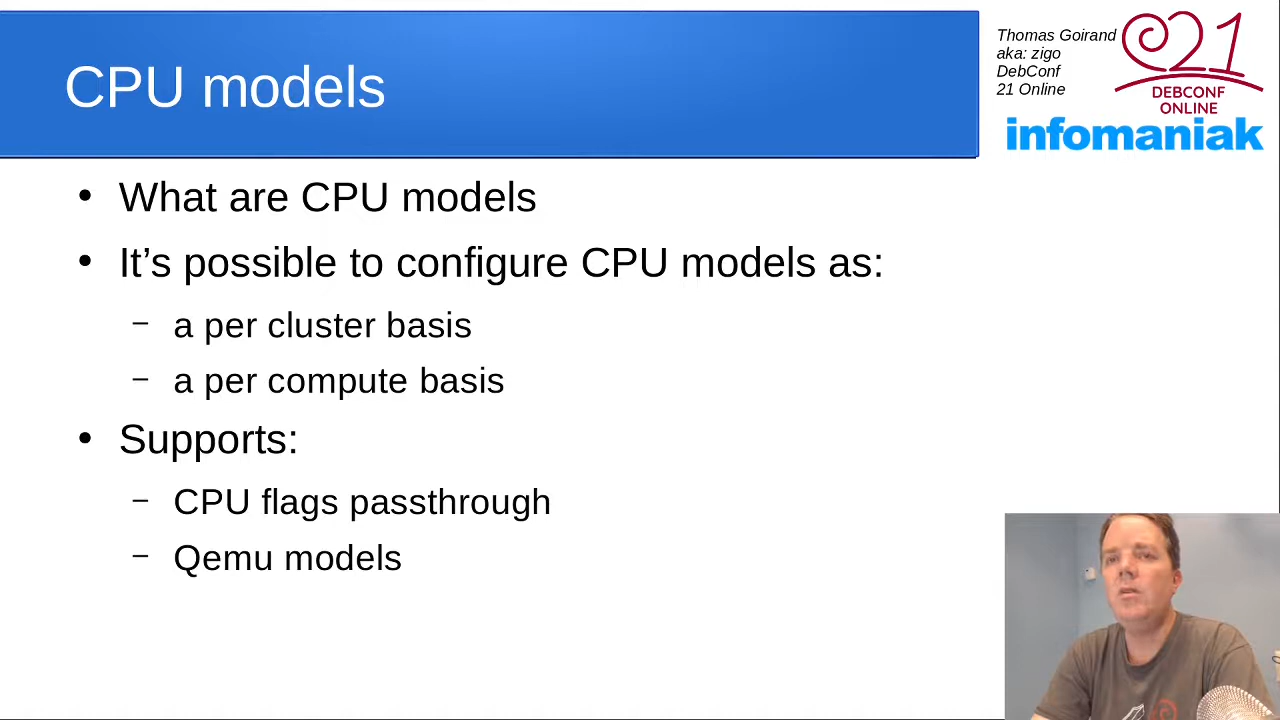 CPU models
Thomas Goirand
aka: zigo
DebConf
21 Online
21
DEBCONF
ONLINE
infomaniak
• What are CPU models
• It’s possible to configure CPU models as:
– a per cluster basis
– a per compute basis
• Supports:
– CPU flags passthrough
– Qemu models